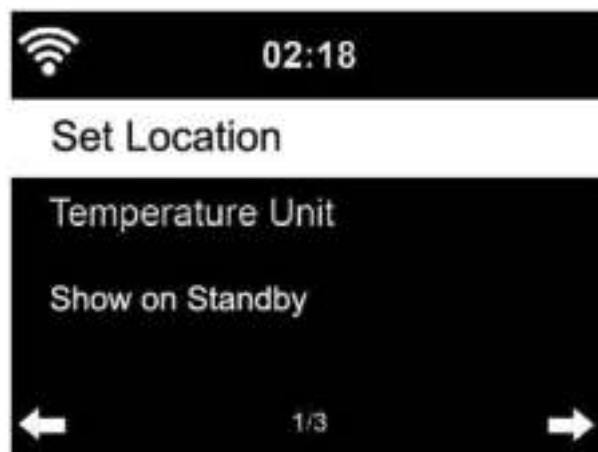 02:18
Set Location
Temperature Unit
Show on Standby
1/3